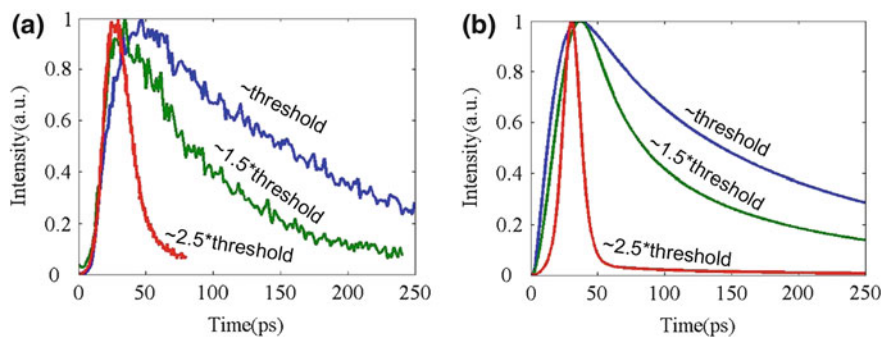 (a)
Intensity(a.u.)
1
0.8
0.6
0.4
0.2
0
0
50
100
150
200
250
Time(ps)
~threshold
~1.5*threshold
~2.5*threshold
(b)
Intensity(a.u.)
1
0.8
0.6
0.4
0.2
0
0
50
100
150
200
250
Time(ps)
~threshold
~1.5*threshold
~2.5*threshold